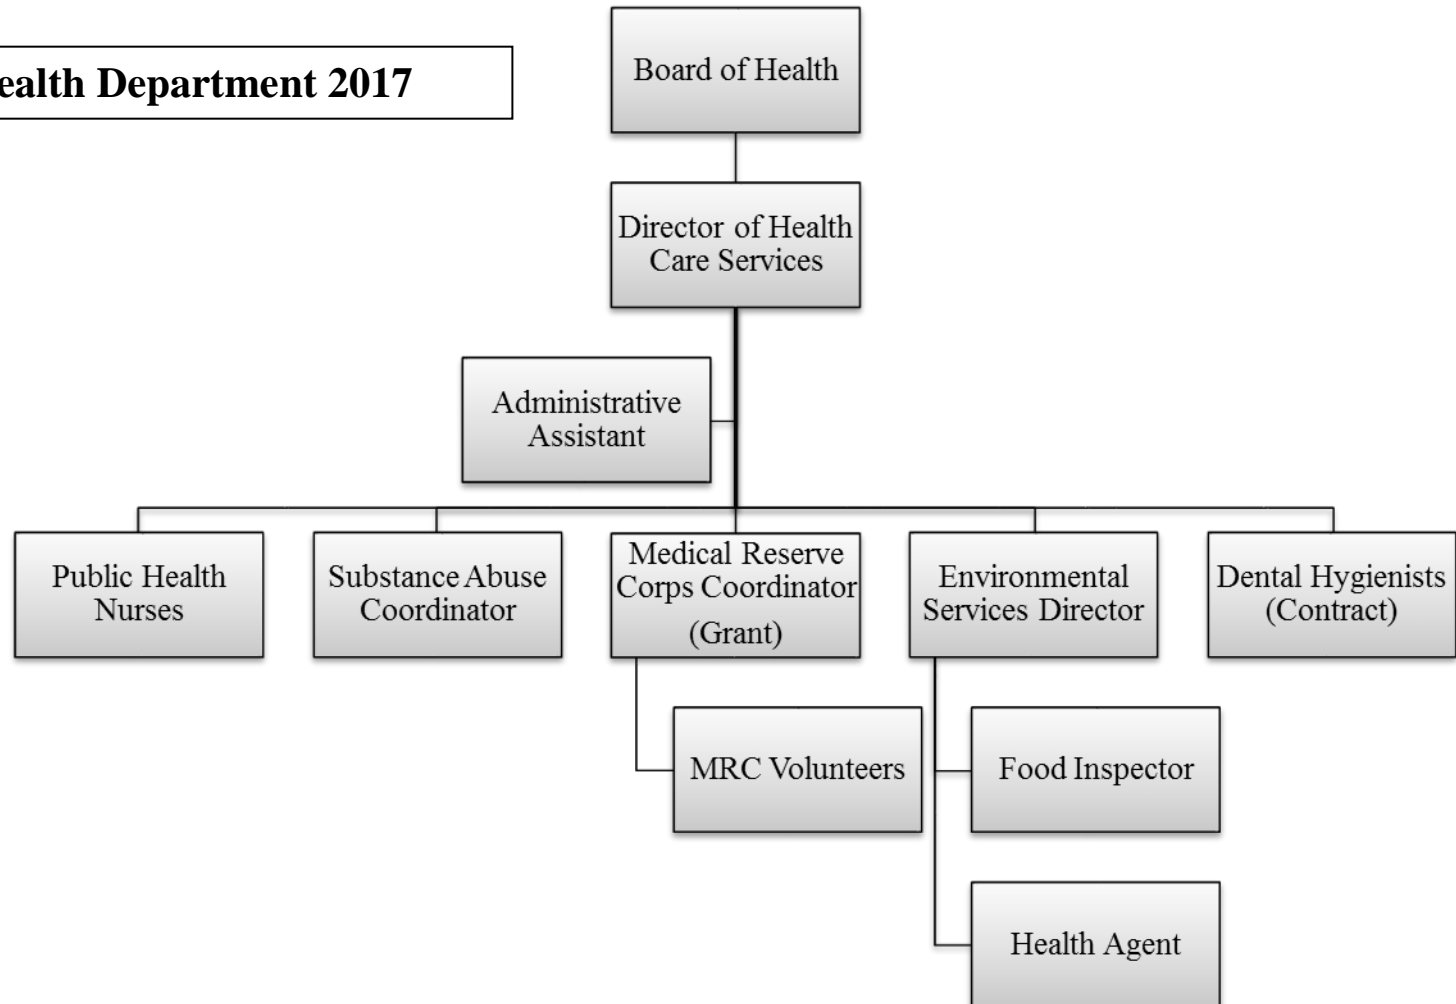 ealth Department 2017
Board of Health
Director of Health
Care Services
Administrative
Assistant
Public Health
Nurses
Substance Abuse
Coordinator
Medical Reserve
Corps Coordinator
(Grant)
Environmental
Services Director
Dental Hygienists
(Contract)
MRC Volunteers
Food Inspector
Health Agent